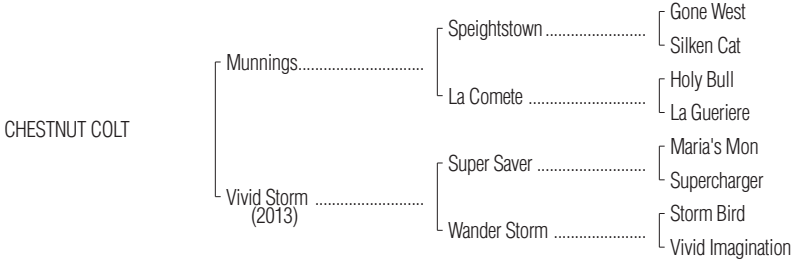 Gone West
Speightstown ........................
Silken Cat
Munnings..............................
Holy Bull
La Comete ............................
La Gueriere
CHESTNUT COLT
Maria's Mon
Super Saver ..........................
Supercharger
Vivid Storm ..........................
(2013)
Storm Bird
Wander Storm ......................
Vivid Imagination